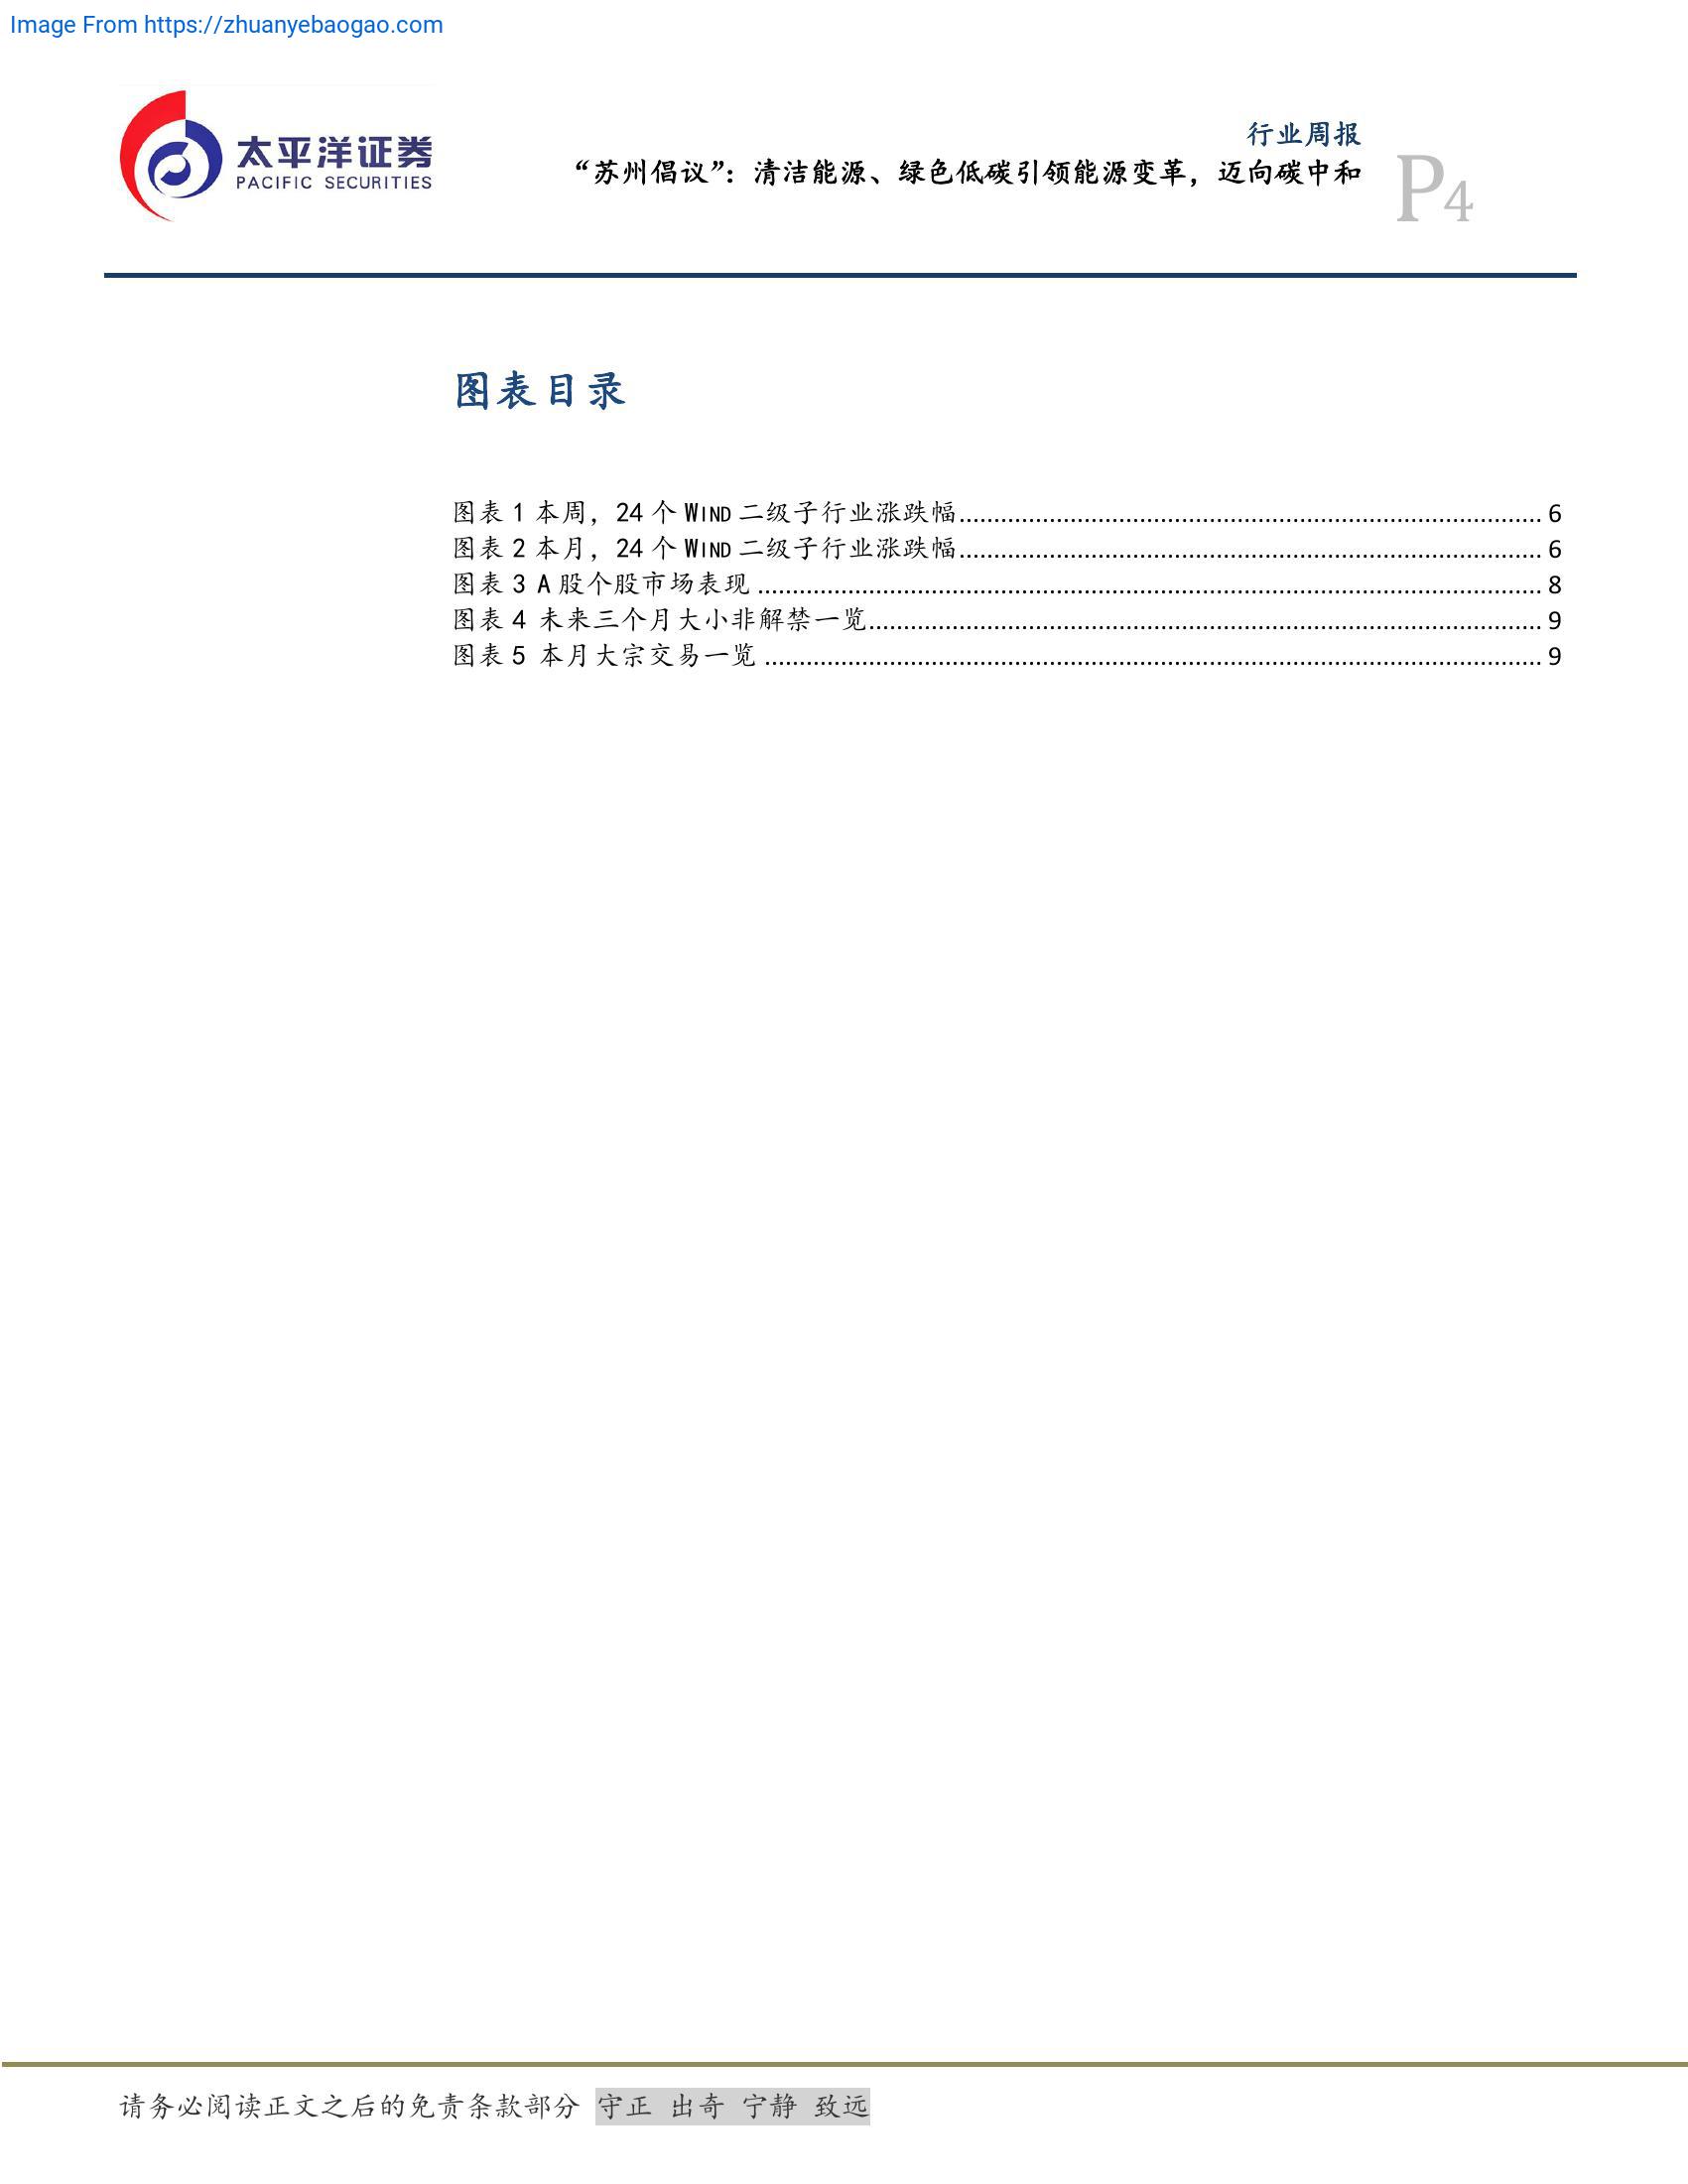 Image From https://zhuanyebaogao.com
太平洋证券
PACIFIC SECURITIES
行业周报
“苏州倡议”：清洁能源、绿色低碳引领能源变革，迈向碳中和
P4
图表目录
图表 1 本周，24 个 WIND 二级子行业涨跌幅 6
图表 2 本月，24 个 WIND 二级子行业涨跌幅 6
图表 3 A 股个股市场表现 8
图表 4 未来三个月大小非解禁一览 9
图表 5 本月大宗交易一览 9
请务必阅读正文之后的免责条款部分 守正 出奇 宁静 致远